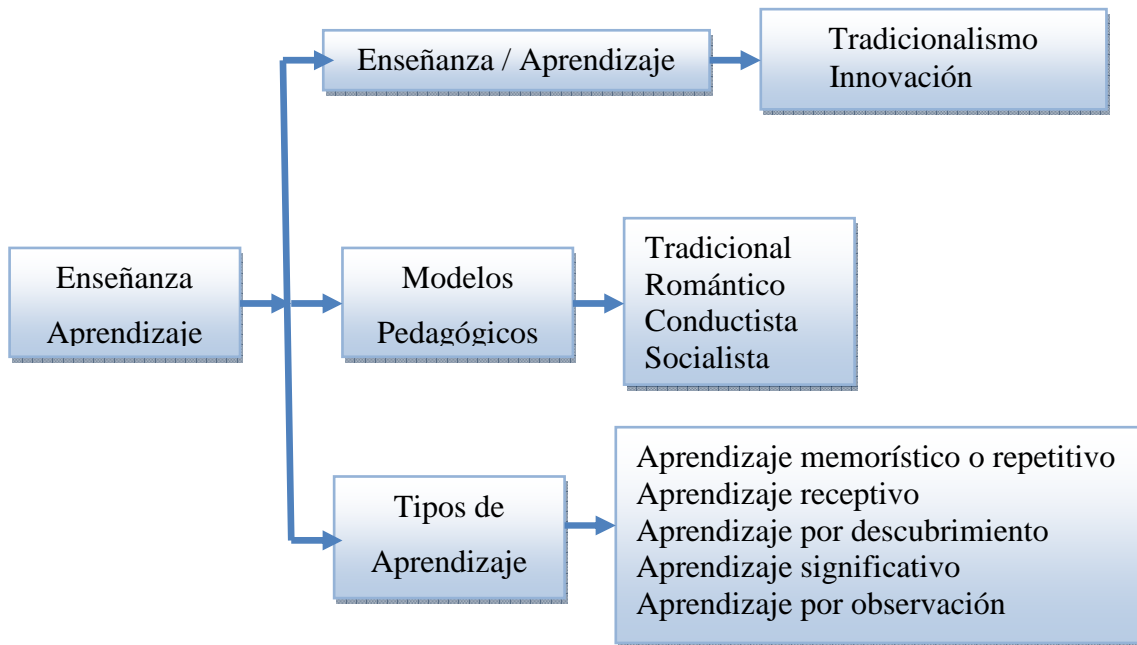 Enseñanza / Aprendizaje
Tradicionalismo
Innovación
Enseñanza
Aprendizaje
Modelos
Pedagógicos
Tradicional
Romántico
Conductista
Socialista
Tipos de
Aprendizaje
Aprendizaje memorístico o repetitivo
Aprendizaje receptivo
Aprendizaje por descubrimiento
Aprendizaje significativo
Aprendizaje por observación